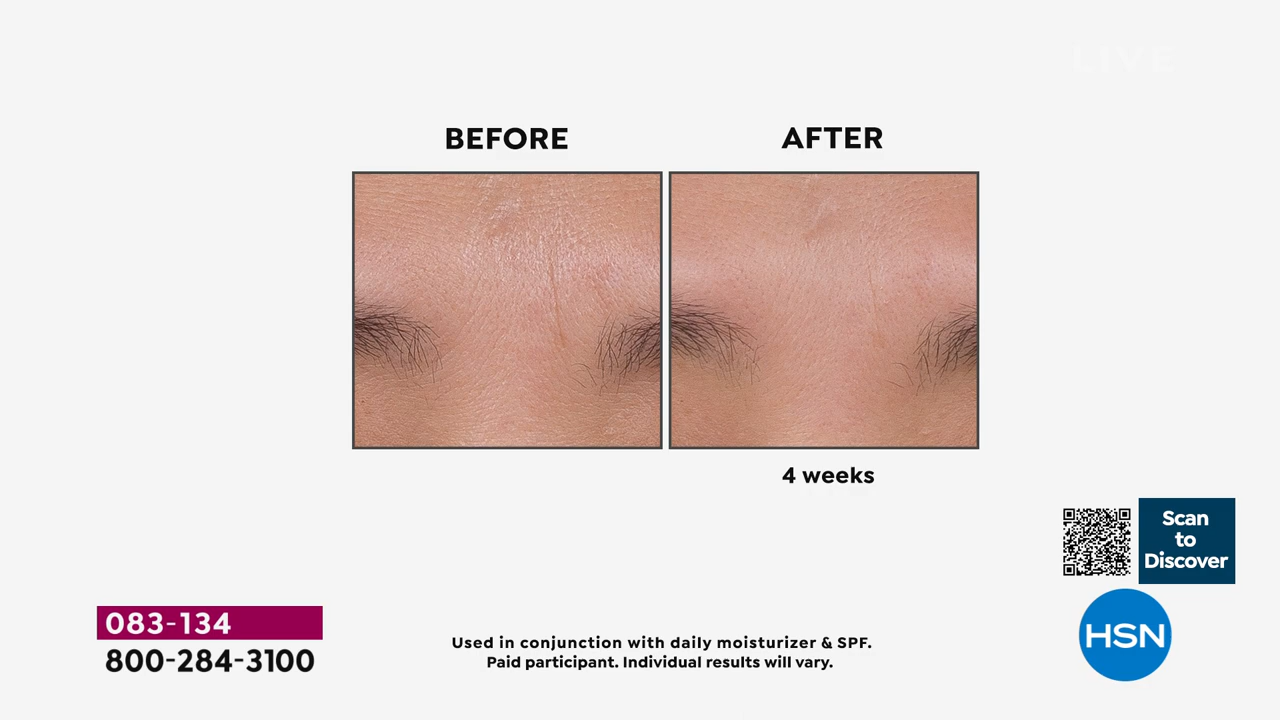 LIVE
BEFORE
AFTER
4 weeks
Scan
to
Discover
HSN
083-134
800-284-3100
Used in conjunction with daily moisturizer & SPF.
Paid participant. Individual results will vary.